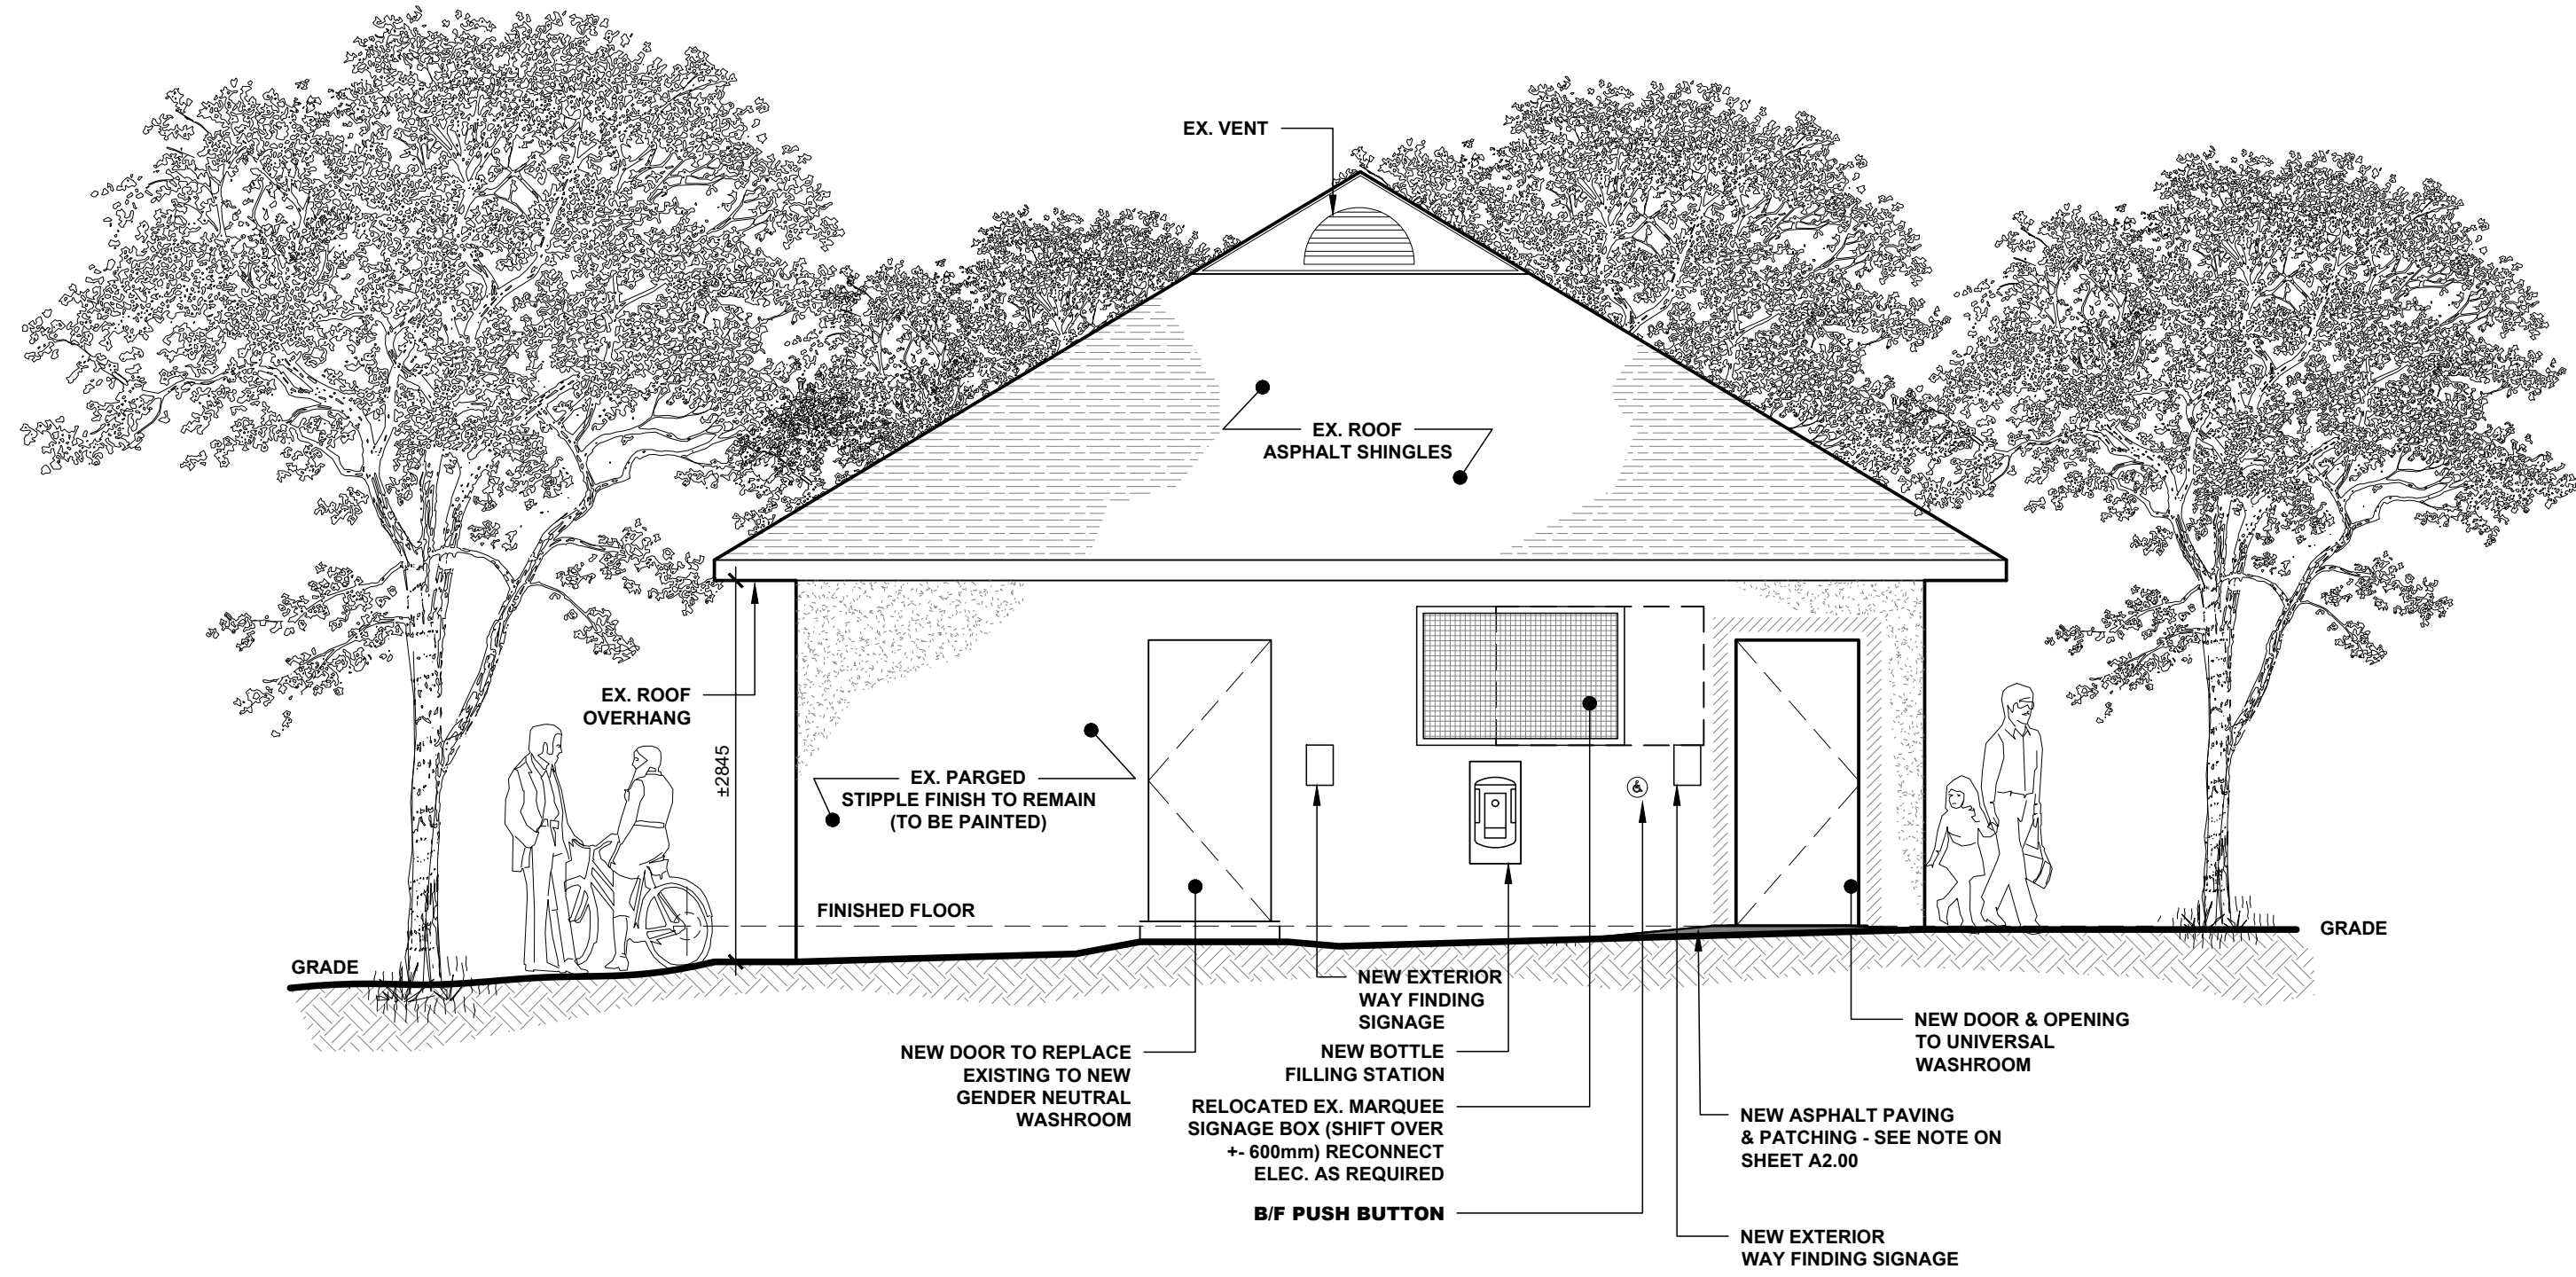 EX. VENT
EX. ROOF
ASPHALT SHINGLES
EX. ROOF
OVERHANG
±2845
EX. PARGED
STIPPLE FINISH TO REMAIN
(TO BE PAINTED)
FINISHED FLOOR
GRADE
GRADE
NEW EXTERIOR
WAY FINDING
SIGNAGE
NEW DOOR TO REPLACE
EXISTING TO NEW
GENDER NEUTRAL
WASHROOM
NEW BOTTLE
FILLING STATION
RELOCATED EX. MARQUEE
SIGNAGE BOX (SHIFT OVER
+- 600mm) RECONNECT
ELEC. AS REQUIRED
B/F PUSH BUTTON
NEW DOOR & OPENING
TO UNIVERSAL
WASHROOM
NEW ASPHALT PAVING
& PATCHING - SEE NOTE ON
SHEET A2.00
NEW EXTERIOR
WAY FINDING SIGNAGE